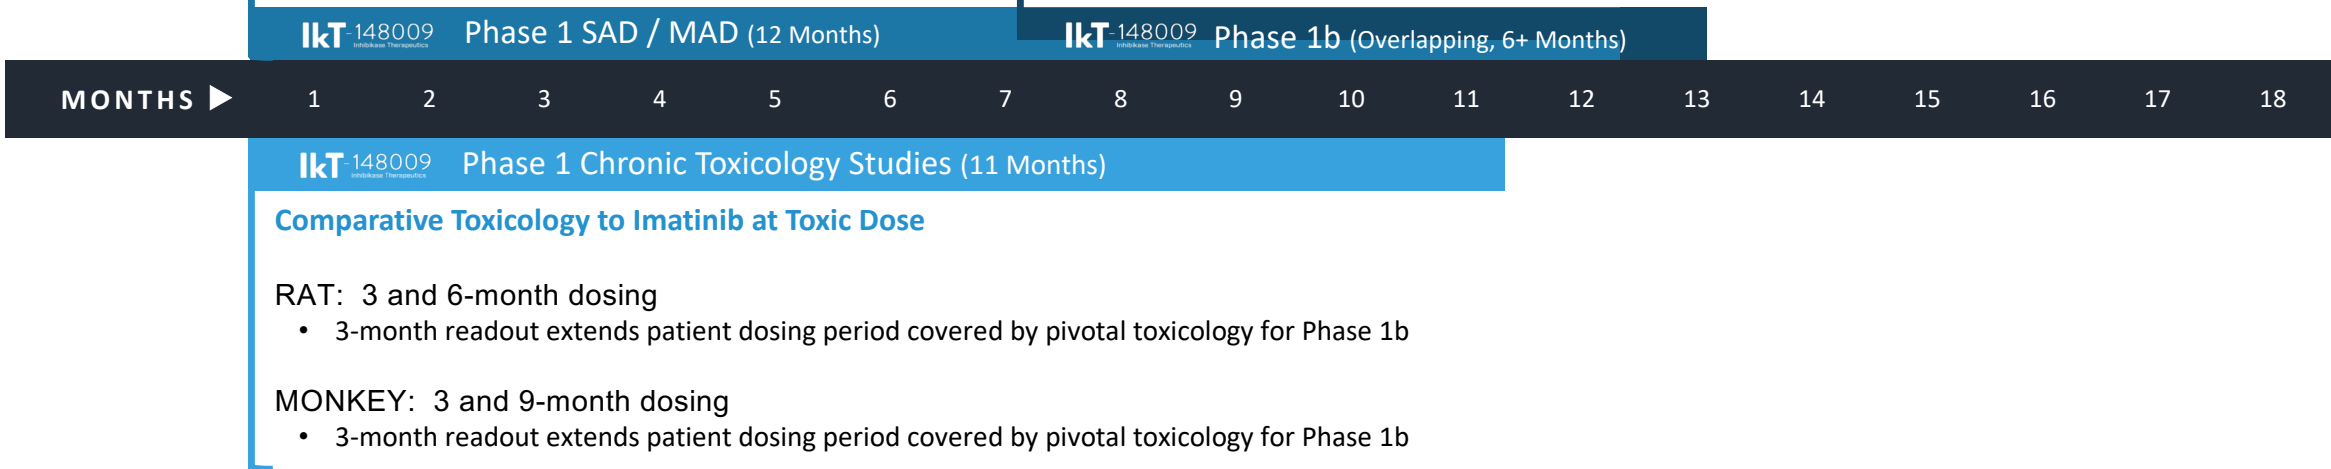 IkT-148009 Phase 1 SAD / MAD (12 Months)
Inhibikase Therapeutics
IkT-148009 Phase 1b (Overlapping, 6+ Months)
Inhibikase Therapeutics
MONTHS ▶ 1 2 3 4 5 6 7 8 9 10 11 12 13 14 15 16 17 18
IkT-148009 Phase 1 Chronic Toxicology Studies (11 Months)
Inhibikase Therapeutics
Comparative Toxicology to Imatinib at Toxic Dose
RAT: 3 and 6-month dosing
• 3-month readout extends patient dosing period covered by pivotal toxicology for Phase 1b
MONKEY: 3 and 9-month dosing
• 3-month readout extends patient dosing period covered by pivotal toxicology for Phase 1b